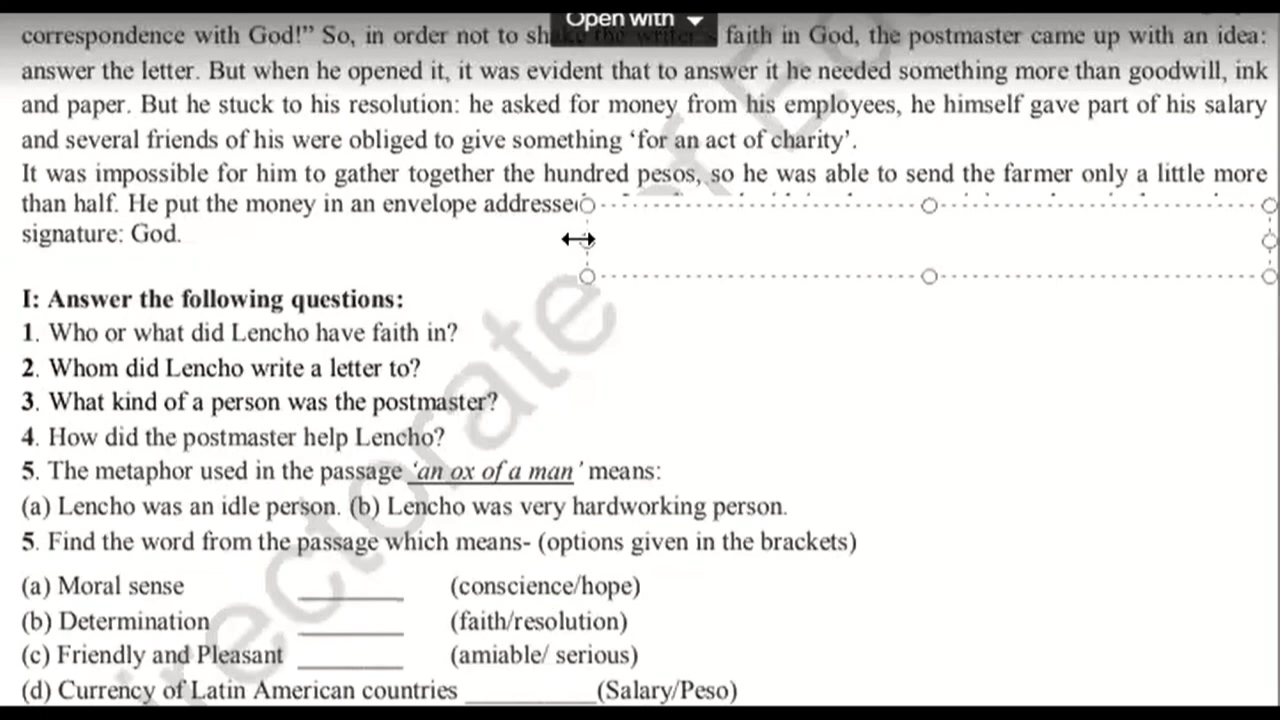 Open with
correspondence with God!” So, in order not to shake the writer's faith in God, the postmaster came up with an idea:
answer the letter. But when he opened it, it was evident that to answer it he needed something more than goodwill, ink
and paper. But he stuck to his resolution: he asked for money from his employees, he himself gave part of his salary
and several friends of his were obliged to give something ‘for an act of charity’.
It was impossible for him to gather together the hundred pesos, so he was able to send the farmer only a little more
than half. He put the money in an envelope
signature: God.
I: Answer the following questions:
1. Who or what did Lencho have faith in?
2. Whom did Lencho write a letter to?
3. What kind of a person was the postmaster?
4. How did the postmaster help Lencho?
5. The metaphor used in the passage ‘an ox of a man’ means:
(a) Lencho was an idle person. (b) Lencho was very hardworking person.
5. Find the word from the passage which means- (options given in the brackets)
(a) Moral sense ________ (conscience/hope)
(b) Determination ________ (faith/resolution)
(c) Friendly and Pleasant ________ (amiable/ serious)
(d) Currency of Latin American countries __________(Salary/Peso)